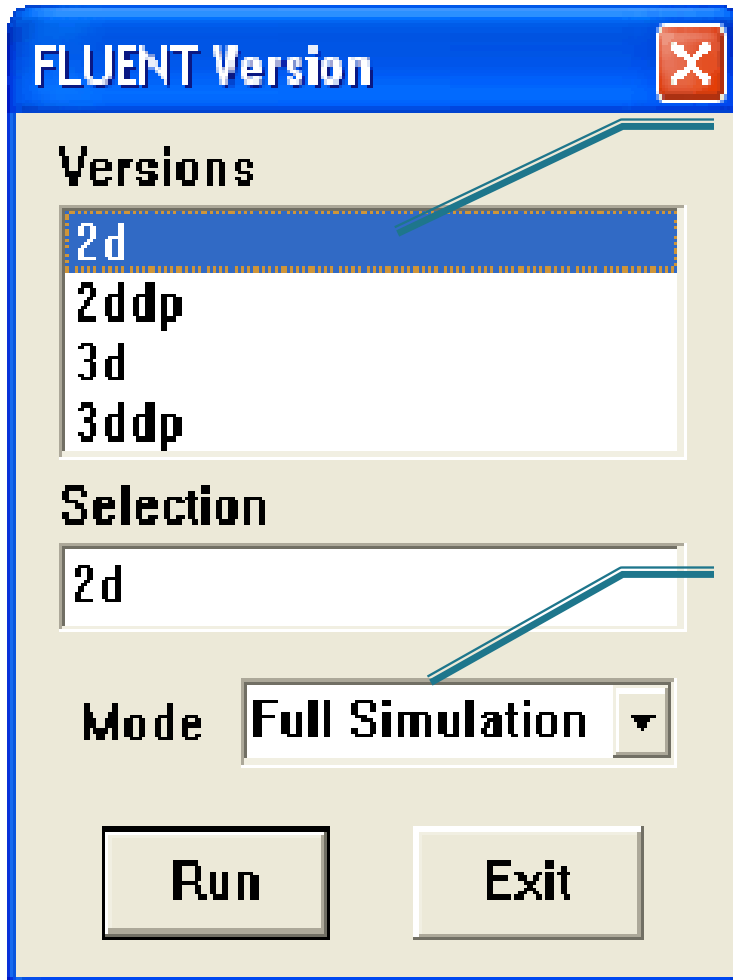 FLUENT Version
Versions
2d
2ddp
3d
3ddp
Selection
2d
Mode Full Simulation
Run Exit